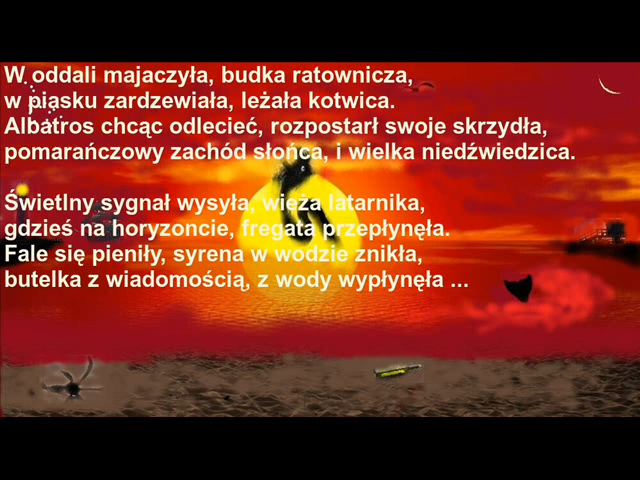 W oddali majaczyła, budka ratownicza,
w piasku zardzewiała, leżała kotwica.
Albatros chcąc odlecieć, rozpostarł swoje skrzydła,
pomarańczowy zachód słońca, i wielka niedźwiedzica.
Świetlny sygnał wysyła, wieża latarnika,
gdzieś na horyzoncie, fregata przepłynęła.
Fale się pieniły, syrena w wodzie znikła,
butelka z wiadomością, z wody wypłynęła ...